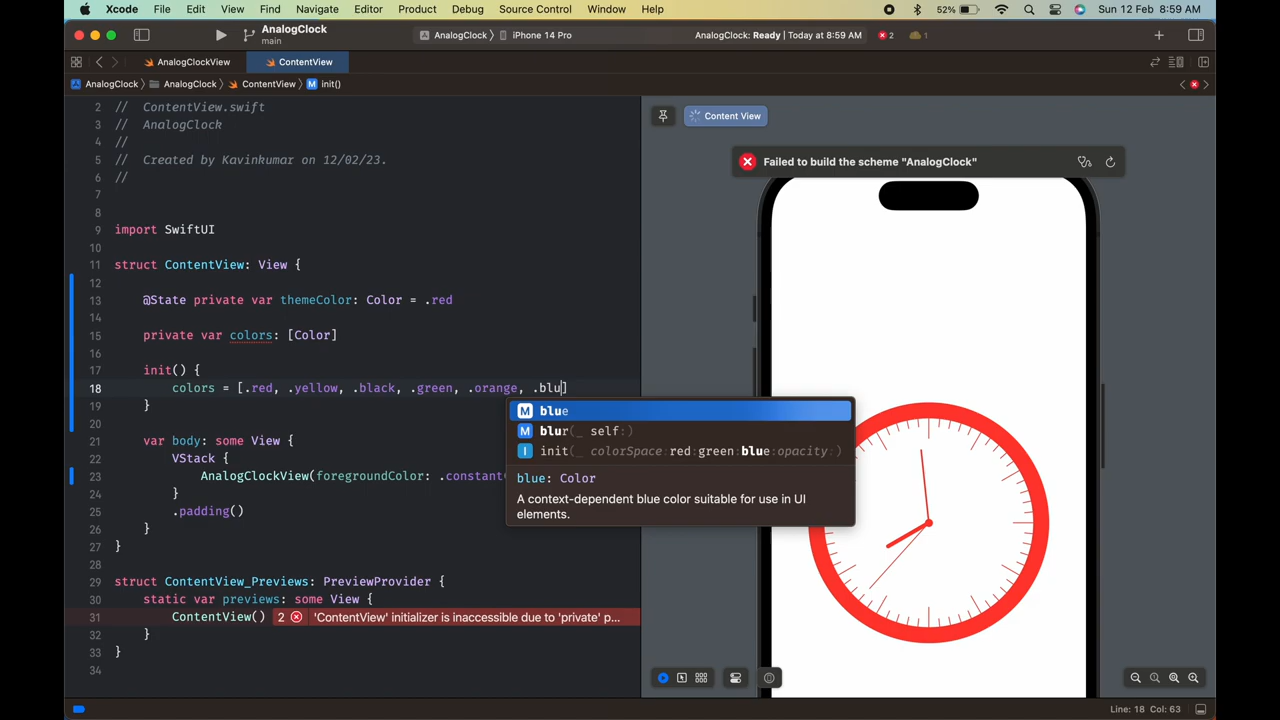 Xcode File Edit View Find Navigate Editor Product Debug Source Control Window Help 52% Sun 12 Feb 8:59 AM
AnalogClock
main
AnalogClock iPhone 14 Pro AnalogClock: Ready | Today at 8:59 AM 2 1
AnalogClockView ContentView
AnalogClock AnalogClock ContentView M init()
2 // ContentView.swift
3 // AnalogClock
4 //
5 // Created by Kavinkumar on 12/02/23.
6 //
7
8
9 import SwiftUI
10
11 struct ContentView: View {
12
13 @State private var themeColor: Color = .red
14
15 private var colors: [Color]
16
17 init() {
18 colors = [.red, .yellow, .black, .green, .orange, .blu]
19 }
20
21 var body: some View {
22 VStack {
23 AnalogClockView(foregroundColor: .constant
24 }
25 .padding()
26 }
27 }
28
29 struct ContentView_Previews: PreviewProvider {
30 static var previews: some View {
31 ContentView() 2 'ContentView' initializer is inaccessible due to 'private' p...
32 }
33 }
34
M blue
M blur(_ self:)
I init(_ colorSpace:red:green:blue:opacity:)
blue: Color
A context-dependent blue color suitable for use in UI
elements.
Content View
Failed to build the scheme "AnalogClock"
Line: 18 Col: 63